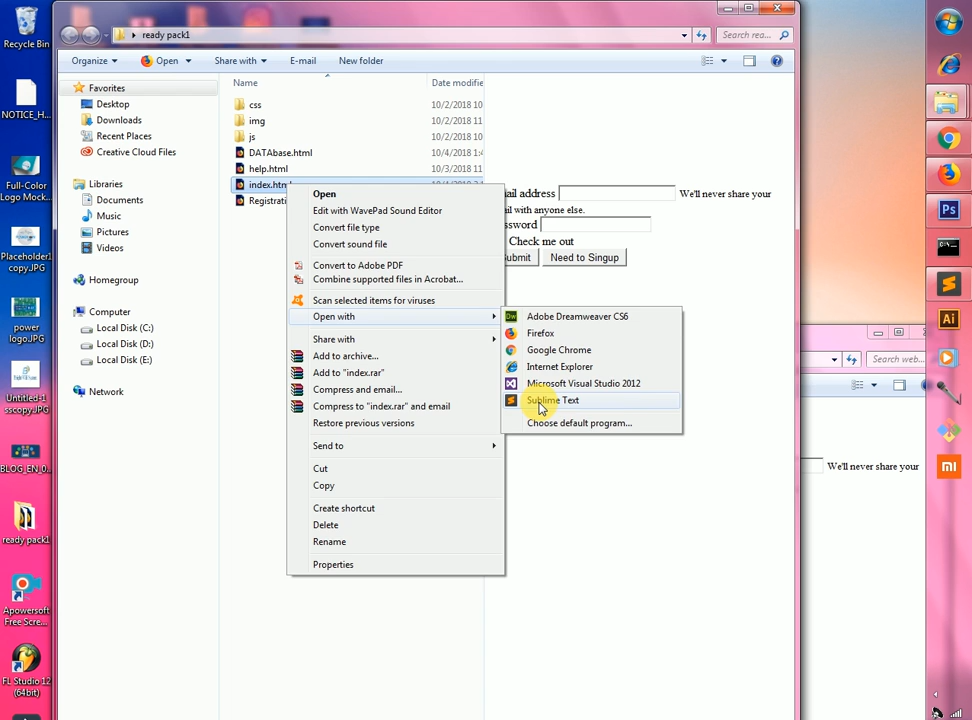 Recycle Bin
NOTICE_H...
Full-Color
Logo Mock...
Placeholder1
copy.JPG
power
logo.JPG
Untitled-1
sscopy.JPG
BLOG_EN_0...
ready pack1
Apowersoft
Free Scre...
FL Studio 12
(64bit)
ready pack1
Search rea...
Organize
Open
Share with
E-mail
New folder
Favorites
Desktop
Downloads
Recent Places
Creative Cloud Files
Libraries
Documents
Music
Pictures
Videos
Homegroup
Computer
Local Disk (C:)
Local Disk (D:)
Local Disk (E:)
Network
Name
Date modifie
css
10/2/2018 10
img
10/2/2018 11
js
10/2/2018 10
DATAbase.html
10/4/2018 1:4
help.html
10/3/2018 11
index.html
Registrati
Open
Edit with WavePad Sound Editor
Convert file type
Convert sound file
Convert to Adobe PDF
Combine supported files in Acrobat...
Scan selected items for viruses
Open with
Share with
Add to archive...
Add to "index.rar"
Compress and email...
Compress to "index.rar" and email
Restore previous versions
Send to
Cut
Copy
Create shortcut
Delete
Rename
Properties
Dw Adobe Dreamweaver CS6
Firefox
Google Chrome
Internet Explorer
Microsoft Visual Studio 2012
Sublime Text
Choose default program...
ail address
We'll never share your
ail with anyone else.
ssword
Check me out
ubmit
Need to Singup
Search web...
We'll never share your
Ps
Ai
mi